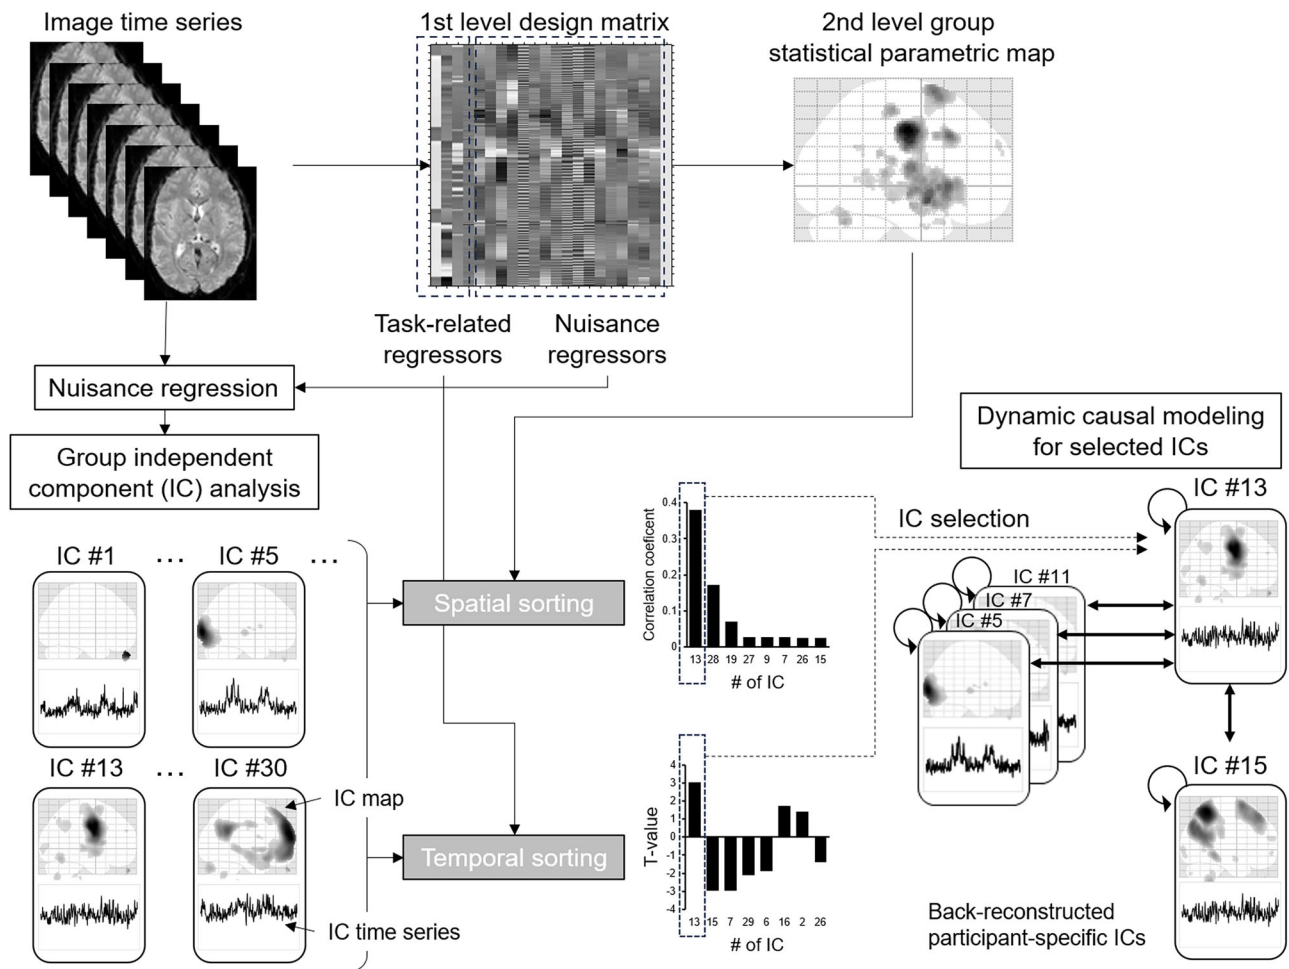 Image time series
1st level design matrix
2nd level group
statistical parametric map
Task-related
regressors
Nuisance
regressors
Nuisance regression
Group independent
component (IC) analysis
Dynamic causal modeling
for selected ICs
IC #1
...
IC #5
...
IC #13
...
IC #30
IC map
IC time series
Spatial sorting
Temporal sorting
Correlation coeficent
0.4
0.3
0.2
0.1
0
13 28 19 27 9 7 26 15
# of IC
T-value
4
3
2
1
0
-1
-2
-3
-4
13 15 7 29 6 16 2 26
# of IC
IC selection
IC #13
IC #11
IC #7
IC #5
IC #15
Back-reconstructed
participant-specific ICs